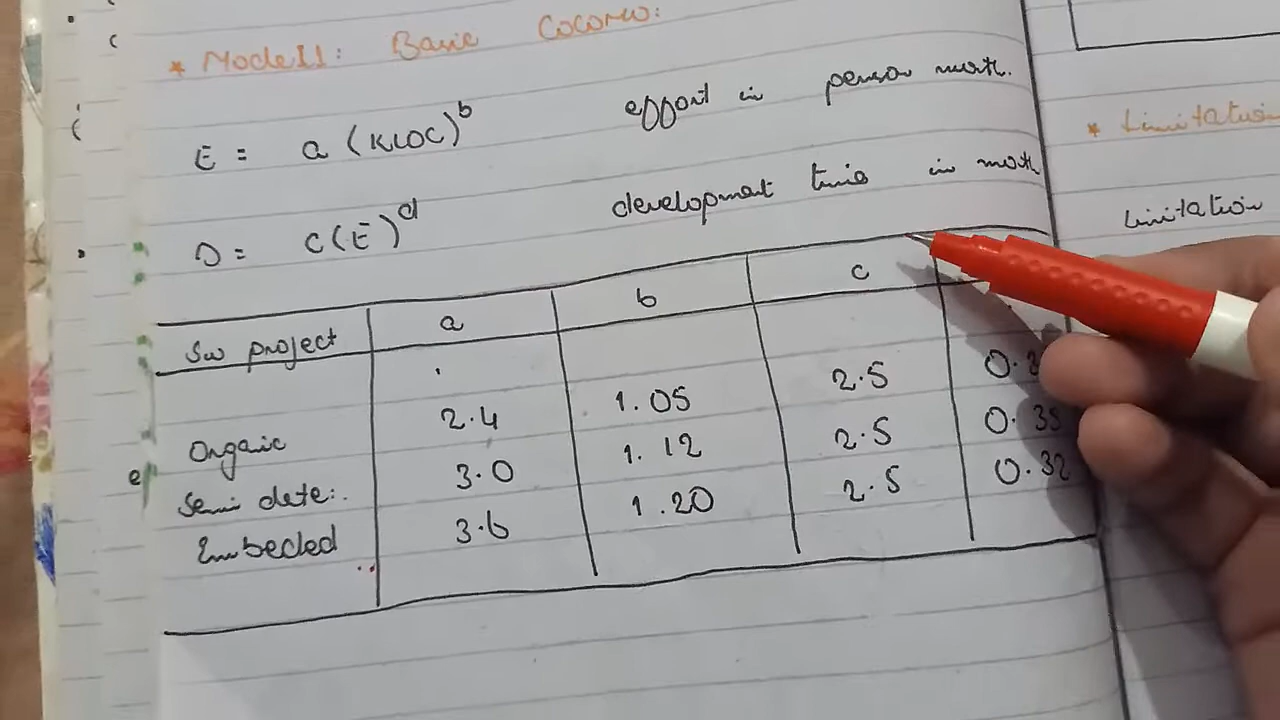 * Model1: Basic Cocomo:
E = a (KLOC)^b effort in person month.
D = C(E)^d development time in month
* Limitation
Limitation
SW project a b c
Organic 2.4 1.05 2.5
Semi dete:. 3.0 1.12 2.5 0.35
Embedded 3.6 1.20 2.5 0.32